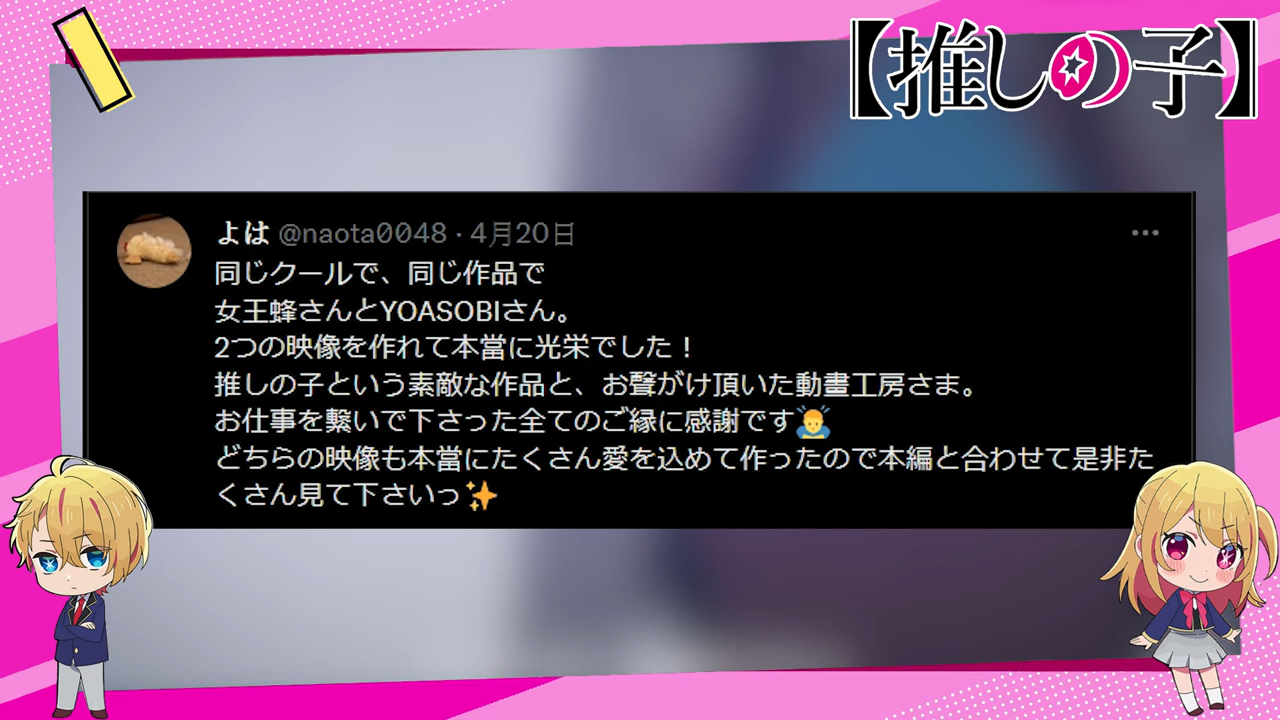 【推しの子】
よは @naota0048 · 4月20日
同じクールで、同じ作品で
女王蜂さんとYOASOBIさん。
2つの映像を作れて本當に光栄でした！
推しの子という素敵な作品と、お聲がけ頂いた動畫工房さま。
お仕事を繋いで下さった全てのご縁に感謝です🙇
どちらの映像も本當にたくさん愛を込めて作ったので本編と合わせて是非た
くさん見て下さいっ✨